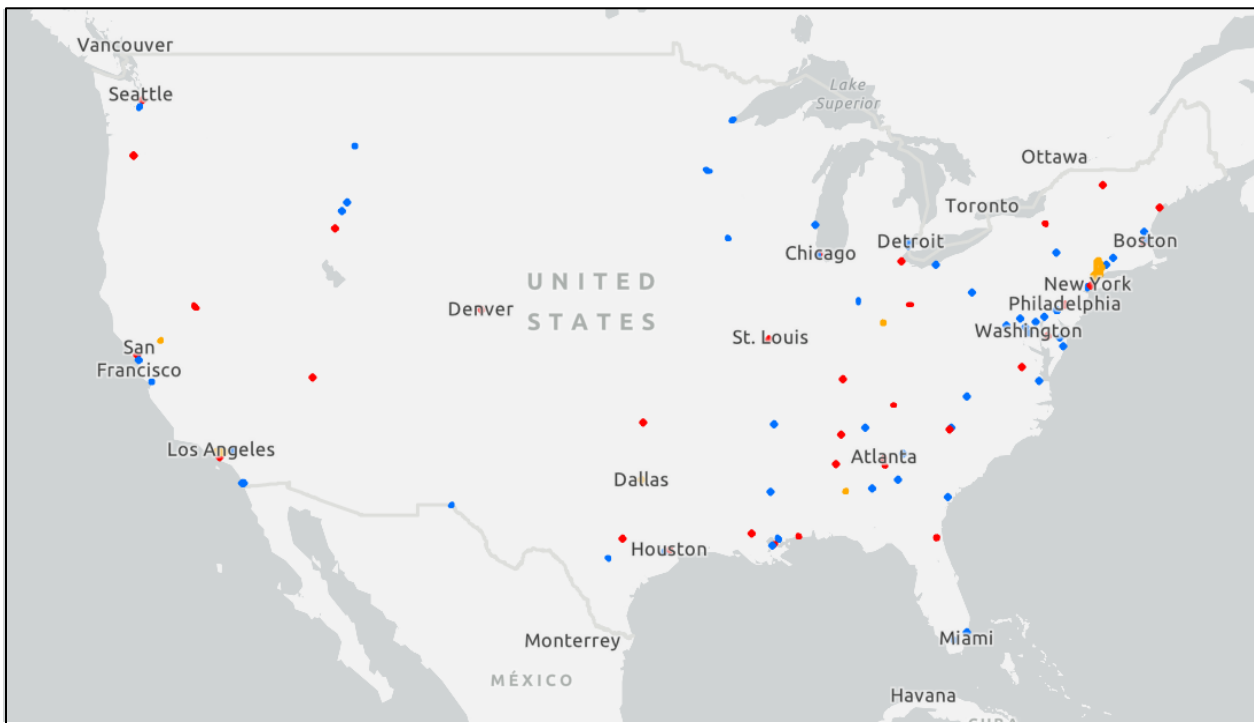 Vancouver
Seattle
Lake
Superior
Ottawa
Toronto
Boston
Detroit
Chicago
New York
Philadelphia
UNITED
STATES
Denver
Washington
St. Louis
San
Francisco
Los Angeles
Atlanta
Dallas
Houston
Miami
Monterrey
MÉXICO
Havana
CUBA